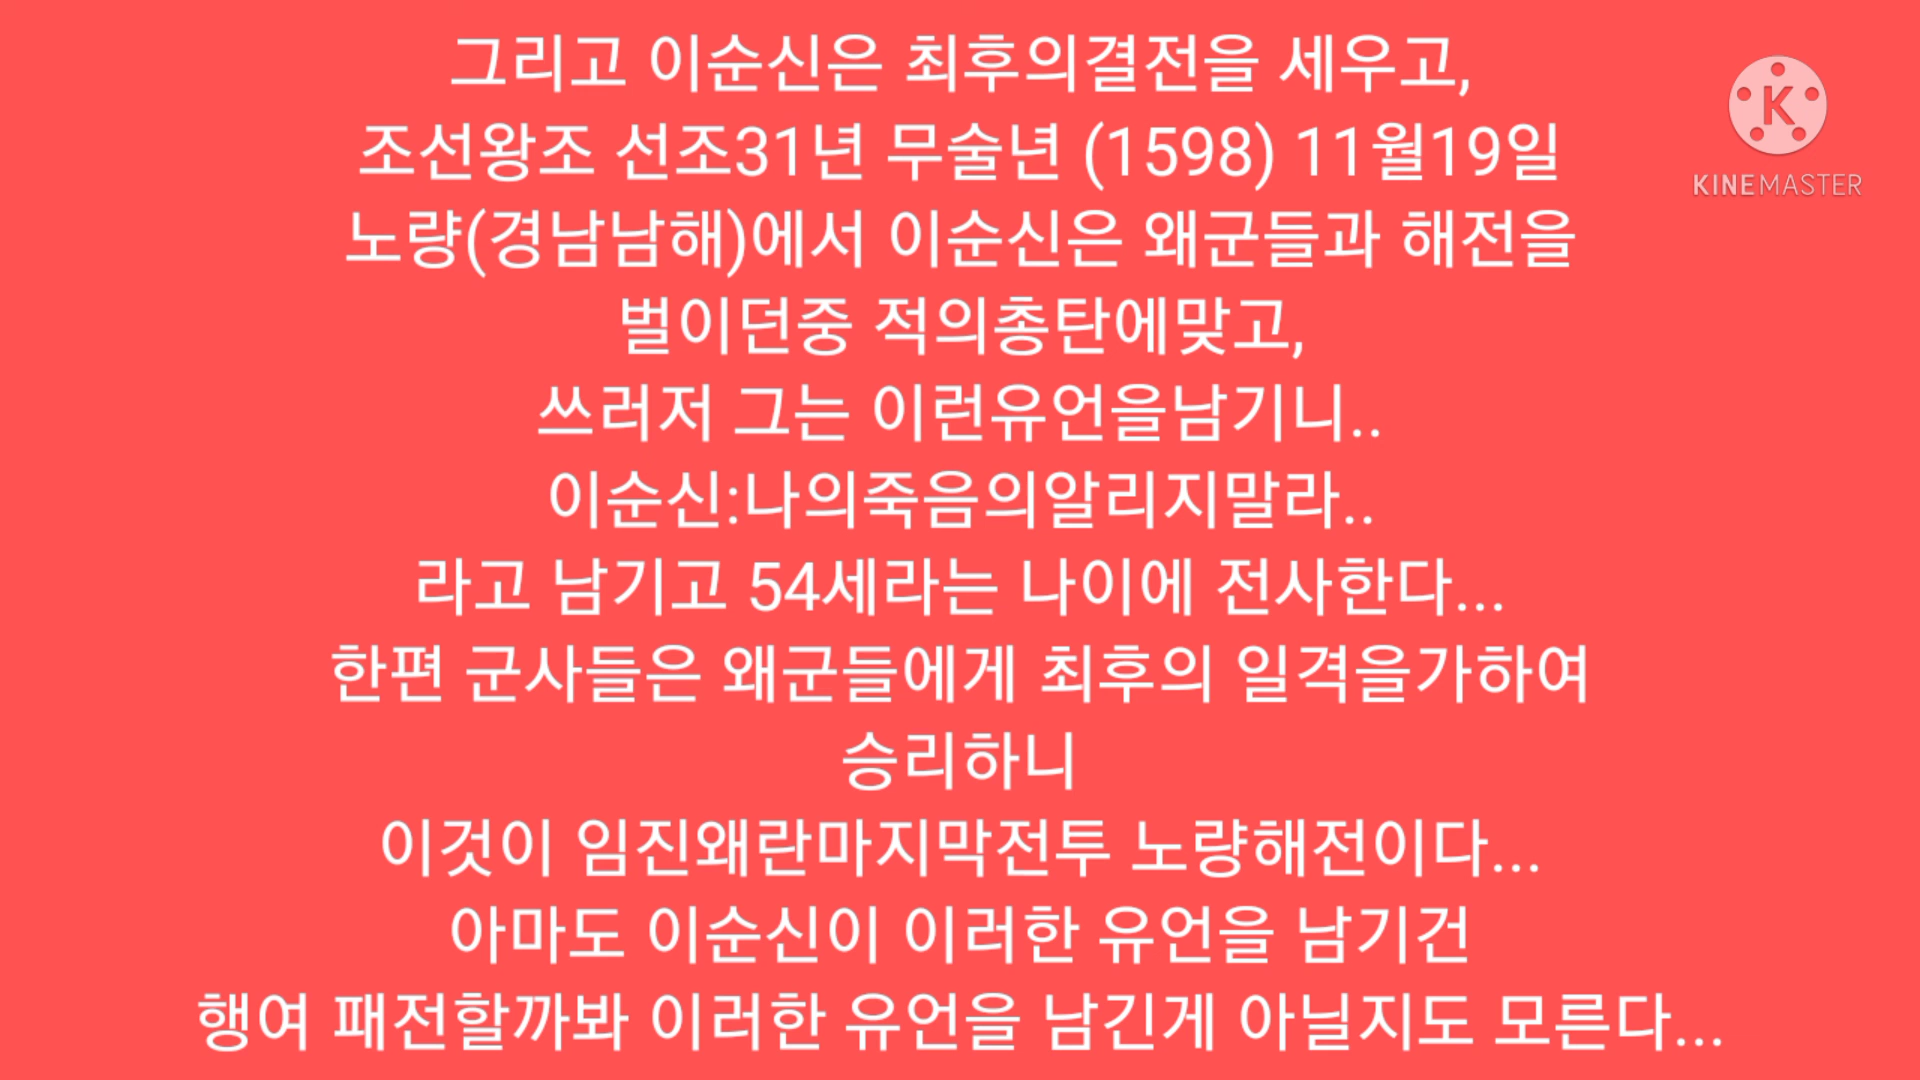 그리고 이순신은 최후의결전을 세우고,
조선왕조 선조31년 무술년 (1598) 11월19일
노량(경남남해)에서 이순신은 왜군들과 해전을
벌이던중 적의총탄에맞고,
쓰러저 그는 이런유언을남기니..
이순신:나의죽음의알리지말라..
라고 남기고 54세라는 나이에 전사한다...
한편 군사들은 왜군들에게 최후의 일격을가하여
승리하니
이것이 임진왜란마지막전투 노량해전이다...
아마도 이순신이 이러한 유언을 남기건
행여 패전할까봐 이러한 유언을 남긴게 아닐지도 모른다...
K
KINEMASTER